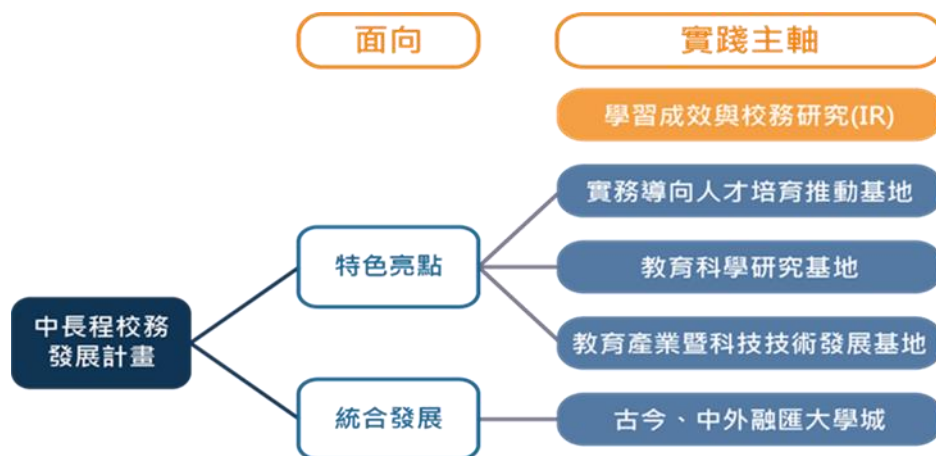 面向
實踐主軸
學習成效與校務研究(IR)
實務導向人才培育推動基地
特色亮點
教育科學研究基地
中長程校務
發展計畫
教育產業暨科技技術發展基地
統合發展
古今、中外融匯大學城